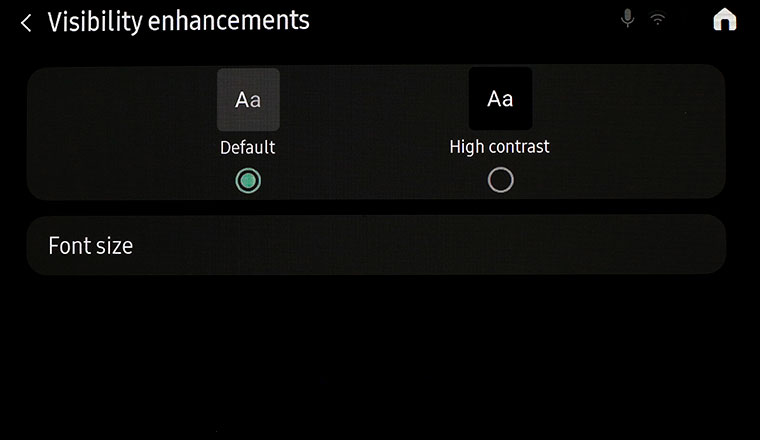 Visibility enhancements
Aa
Aa
Default
High contrast
Font size